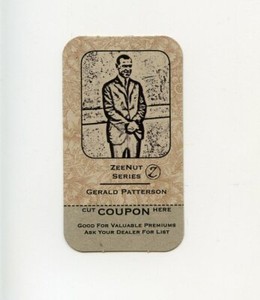 ZeeNut
Series Z
Gerald Patterson
Cut COUPON Here
Good For Valuable Premiums
Ask Your Dealer For List